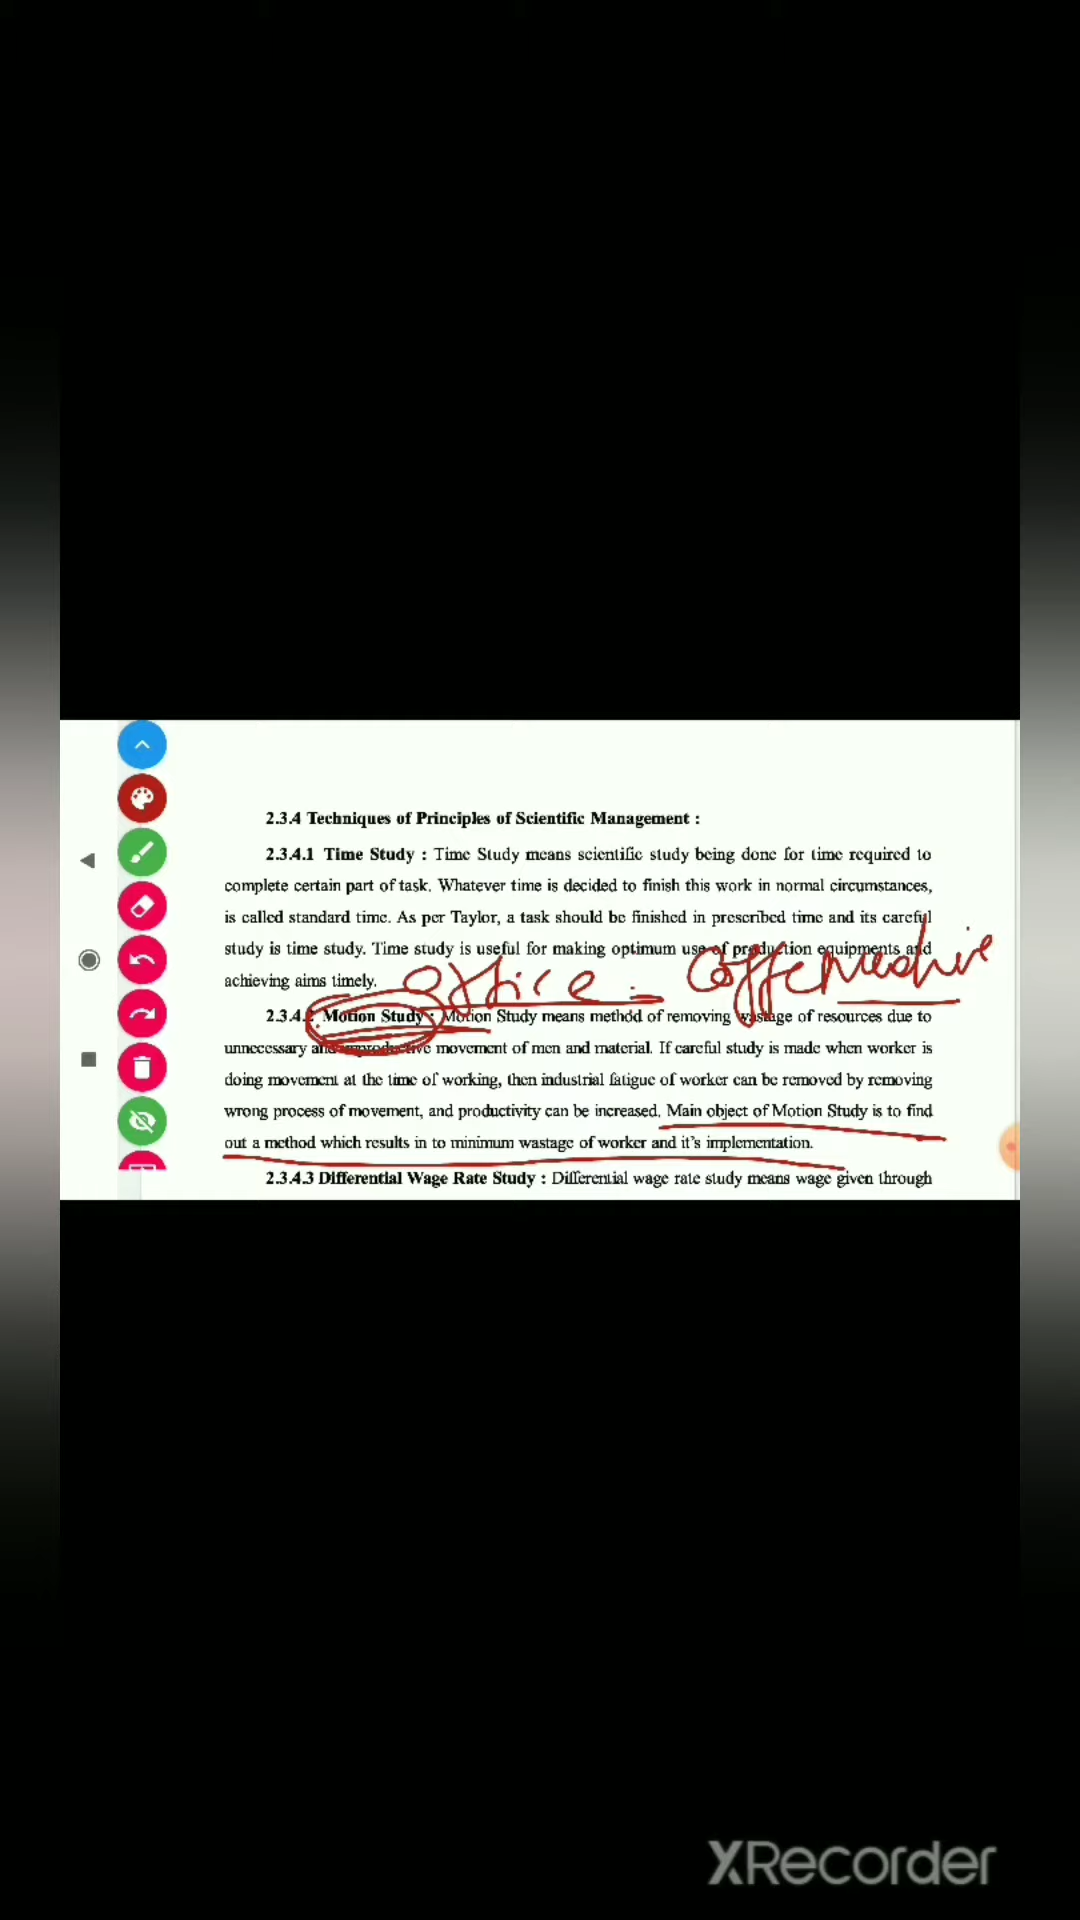 2.3.4 Techniques of Principles of Scientific Management :
2.3.4.1 Time Study : Time Study means scientific study being done for time required to
complete certain part of task. Whatever time is decided to finish this work in normal circumstances,
is called standard time. As per Taylor, a task should be finished in prescribed time and its careful
study is time study. Time study is useful for making optimum use of production equipments and
achieving aims timely.
office - coffee machine
2.3.4.2 Motion Study : Motion Study means method of removing wastage of resources due to
unnecessary and unproductive movement of men and material. If careful study is made when worker is
doing movement at the time of working, then industrial fatigue of worker can be removed by removing
wrong process of movement, and productivity can be increased. Main object of Motion Study is to find
out a method which results in to minimum wastage of worker and it's implementation.
2.3.4.3 Differential Wage Rate Study : Differential wage rate study means wage given through
XRecorder